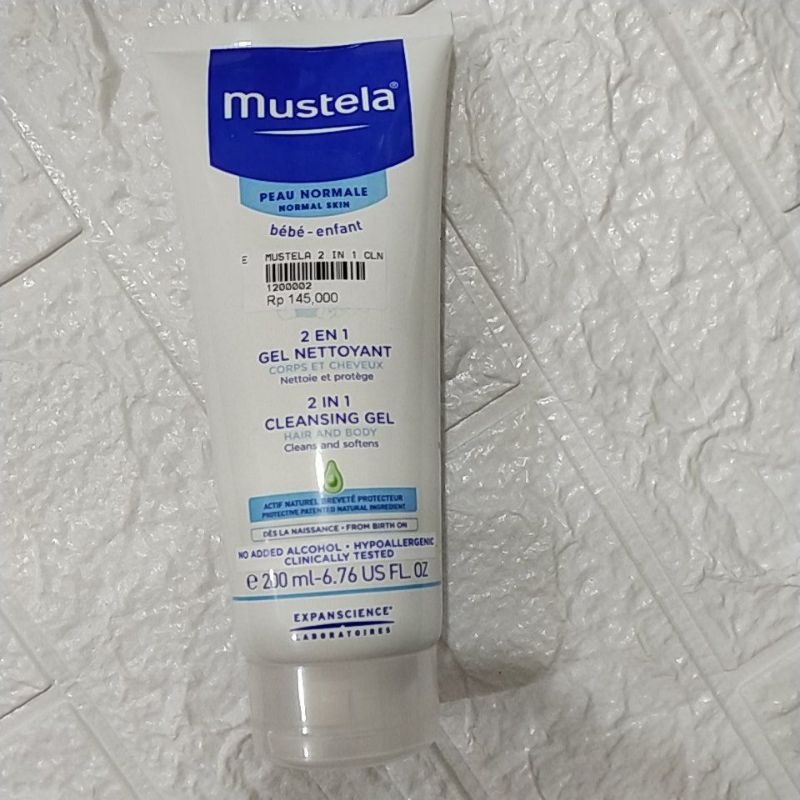 mustela®
PEAU NORMALE
NORMAL SKIN
bébé - enfant
E MUSTELA 2 IN 1 CLN
1200002
Rp 145,000
2 EN 1
GEL NETTOYANT
CORPS ET CHEVEUX
Nettoie et protège
2 IN 1
CLEANSING GEL
HAIR AND BODY
Cleans and softens
ACTIF NATUREL BREVETÉ PROTECTEUR
PROTECTIVE PATENTED NATURAL INGREDIENT
DÈS LA NAISSANCE • FROM BIRTH ON
NO ADDED ALCOHOL • HYPOALLERGENIC
CLINICALLY TESTED
e 200 ml-6.76 US FL. OZ
EXPANSCIENCE®
LABORATOIRES